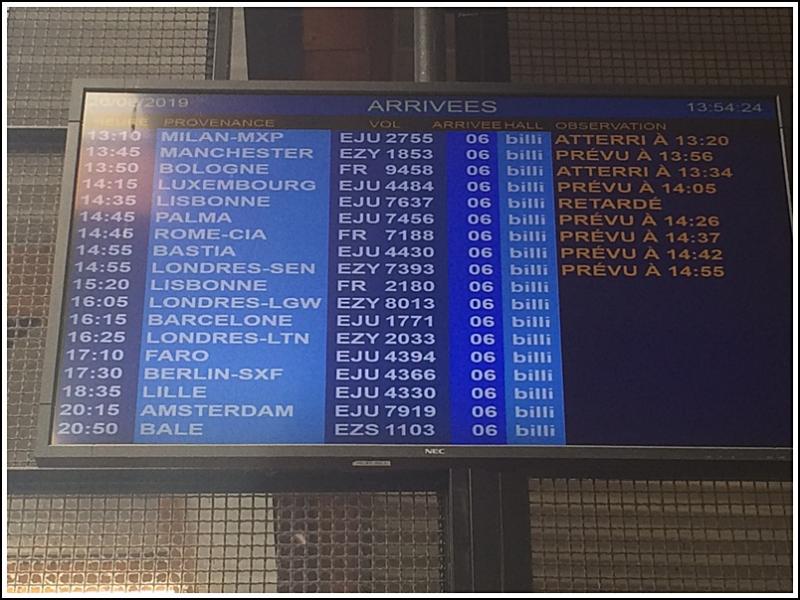 /2019 ARRIVEES 13:54:24
HEURE PROVENANCE VOL ARRIVEE HALL OBSERVATION
13:10 MILAN-MXP EJU 2755 06 billi ATTERRI À 13:20
13:45 MANCHESTER EZY 1853 06 billi PRÉVU À 13:56
13:50 BOLOGNE FR 9458 06 billi ATTERRI À 13:34
14:15 LUXEMBOURG EJU 4484 06 billi PRÉVU À 14:05
14:35 LISBONNE EJU 7637 06 billi RETARDÉ
14:45 PALMA EJU 7456 06 billi PRÉVU À 14:26
14:45 ROME-CIA FR 7188 06 billi PRÉVU À 14:37
14:55 BASTIA EJU 4430 06 billi PRÉVU À 14:42
14:55 LONDRES-SEN EZY 7393 06 billi PRÉVU À 14:55
15:20 LISBONNE FR 2180 06 billi
16:05 LONDRES-LGW EZY 8013 06 billi
16:15 BARCELONE EJU 1771 06 billi
16:25 LONDRES-LTN EZY 2033 06 billi
17:10 FARO EJU 4394 06 billi
17:30 BERLIN-SXF EJU 4366 06 billi
18:35 LILLE EJU 4330 06 billi
20:15 AMSTERDAM EJU 7919 06 billi
20:50 BALE EZS 1103 06 billi
NEC